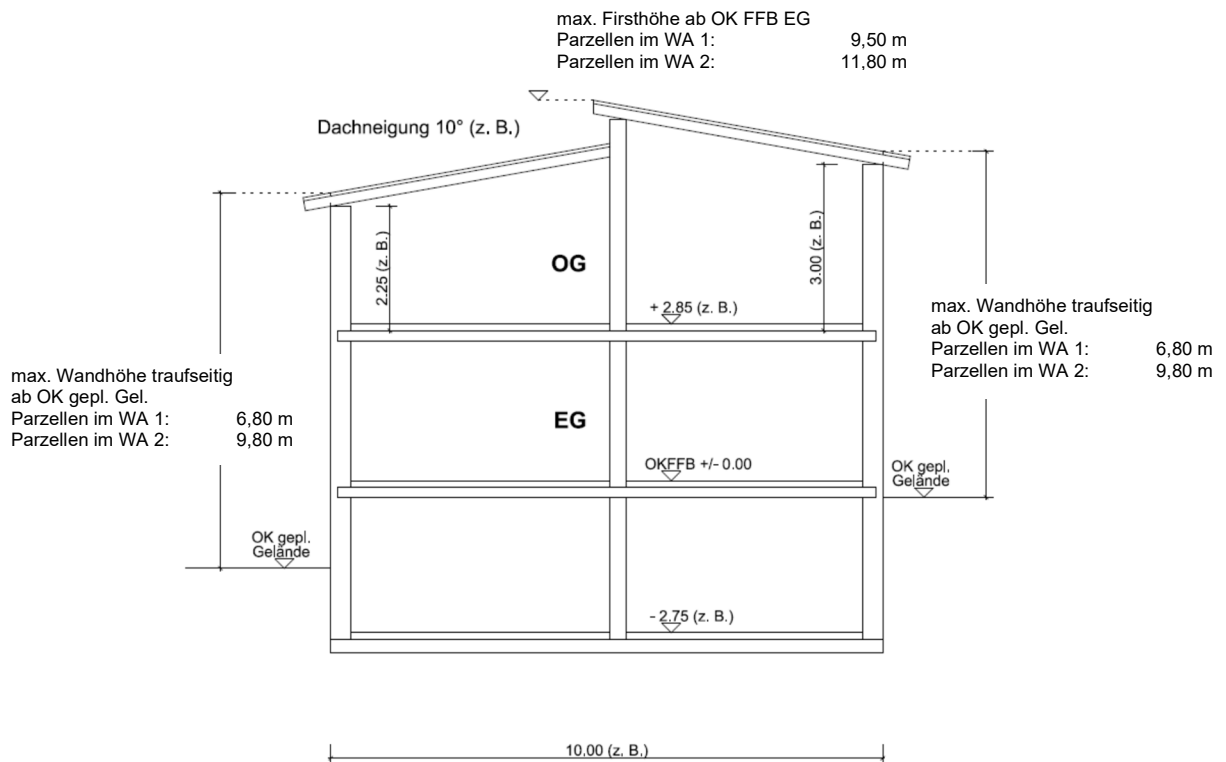 max. Firsthöhe ab OK FFB EG
Parzellen im WA 1: 9,50 m
Parzellen im WA 2: 11,80 m
Dachneigung 10° (z. B.)
2.25 (z. B.)
OG
3.00 (z. B.)
+ 2.85 (z. B.)
max. Wandhöhe traufseitig
ab OK gepl. Gel.
Parzellen im WA 1: 6,80 m
Parzellen im WA 2: 9,80 m
max. Wandhöhe traufseitig
ab OK gepl. Gel.
Parzellen im WA 1: 6,80 m
Parzellen im WA 2: 9,80 m
EG
OKFFB +/- 0.00
OK gepl.
Gelände
OK gepl.
Gelände
- 2.75 (z. B.)
10,00 (z. B.)